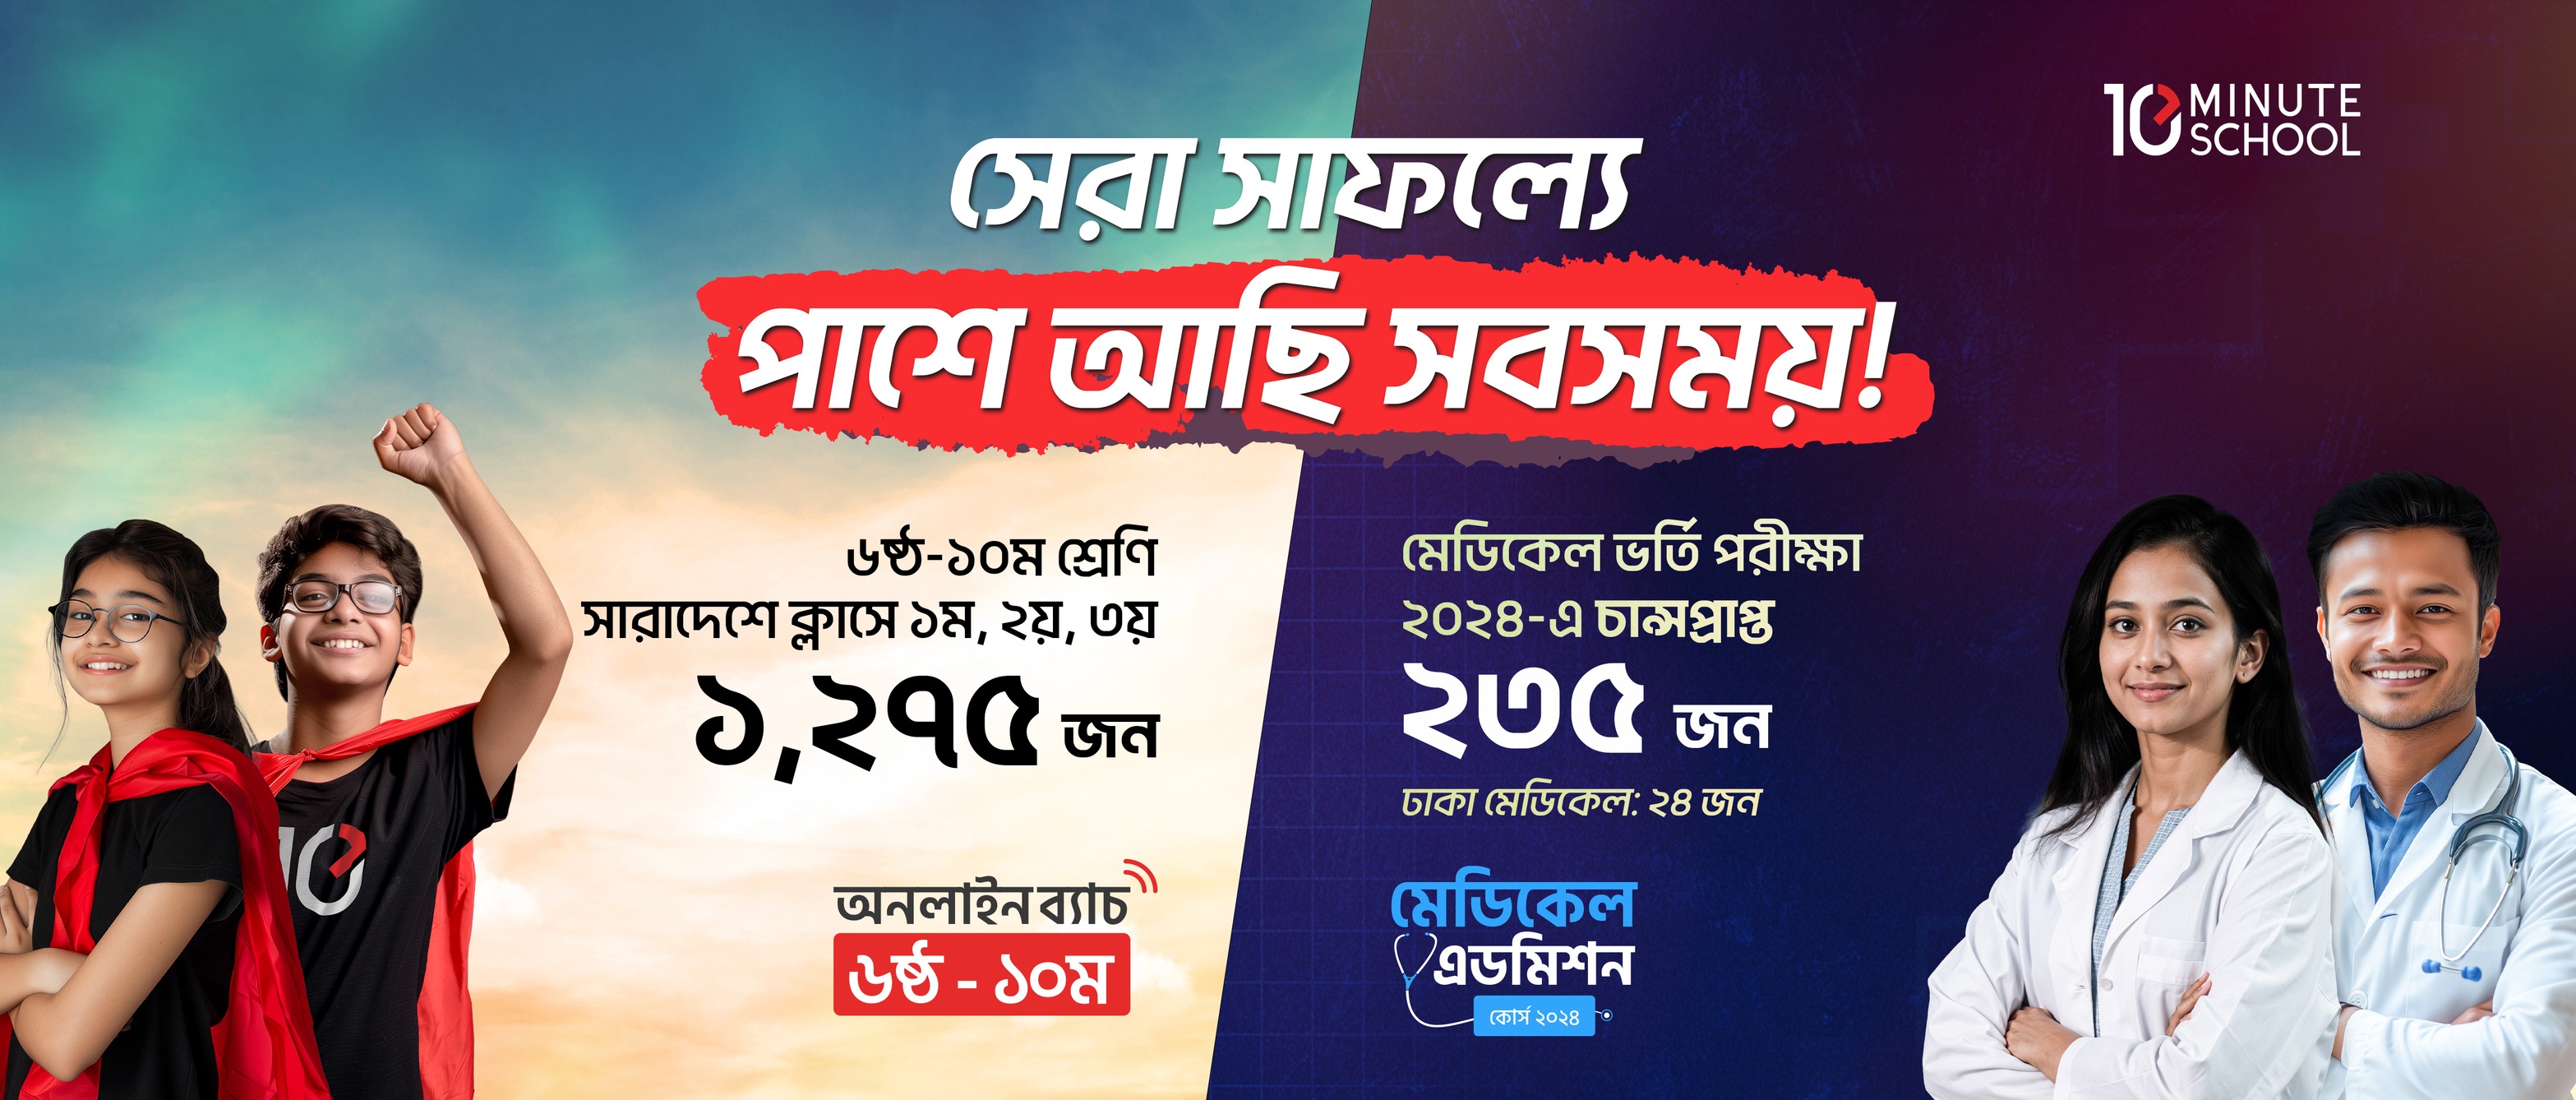 10 MINUTE
SCHOOL
সেরা সাফল্যে
পাশে আছি সবসময়!
৬ষ্ঠ-১০ম শ্রেণি
সারাদেশে ক্লাসে ১ম, ২য়, ৩য়
১,২৭৫ জন
অনলাইন ব্যাচ
৬ষ্ঠ - ১০ম
মেডিকেল ভর্তি পরীক্ষা
২০২৪-এ চান্সপ্রাপ্ত
২৩৫ জন
ঢাকা মেডিকেল: ২৪ জন
মেডিকেল
এডমিশন
কোর্স ২০২৪
10